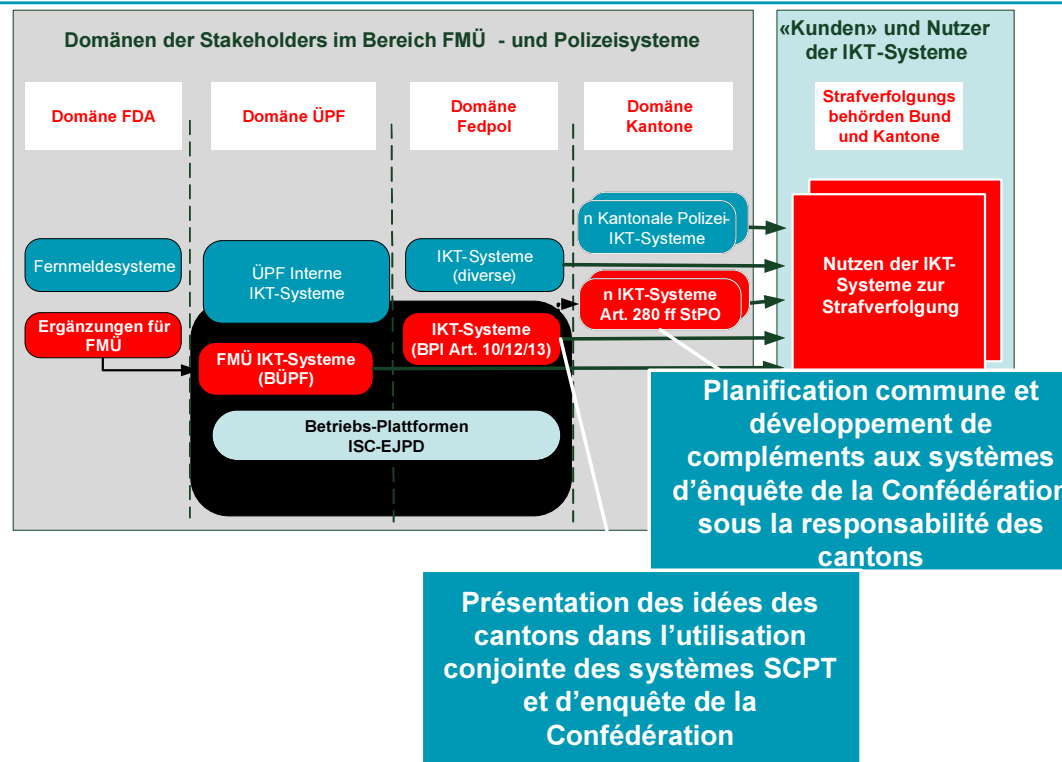 Domänen der Stakeholders im Bereich FMÜ - und Polizeisysteme
«Kunden» und Nutzer
der IKT-Systeme
Domäne FDA
Domäne ÜPF
Domäne
Fedpol
Domäne
Kantone
Strafverfolgungs
behörden Bund
und Kantone
n Kantonale Polizei-
IKT-Systeme
Fernmeldesysteme
ÜPF Interne
IKT-Systeme
IKT-Systeme
(diverse)
n IKT-Systeme
Art. 280 ff StPO
Nutzen der IKT-
Systeme zur
Strafverfolgung
Ergänzungen für
FMÜ
FMÜ IKT-Systeme
(BÜPF)
IKT-Systeme
(BPI Art. 10/12/13)
Betriebs-Plattformen
ISC-EJPD
Planification commune et
développement de
compléments aux systèmes
d'ênquête de la Confédération
sous la responsabilité des
cantons
Présentation des idées des
cantons dans l'utilisation
conjointe des systèmes SCPT
et d'enquête de la
Confédération